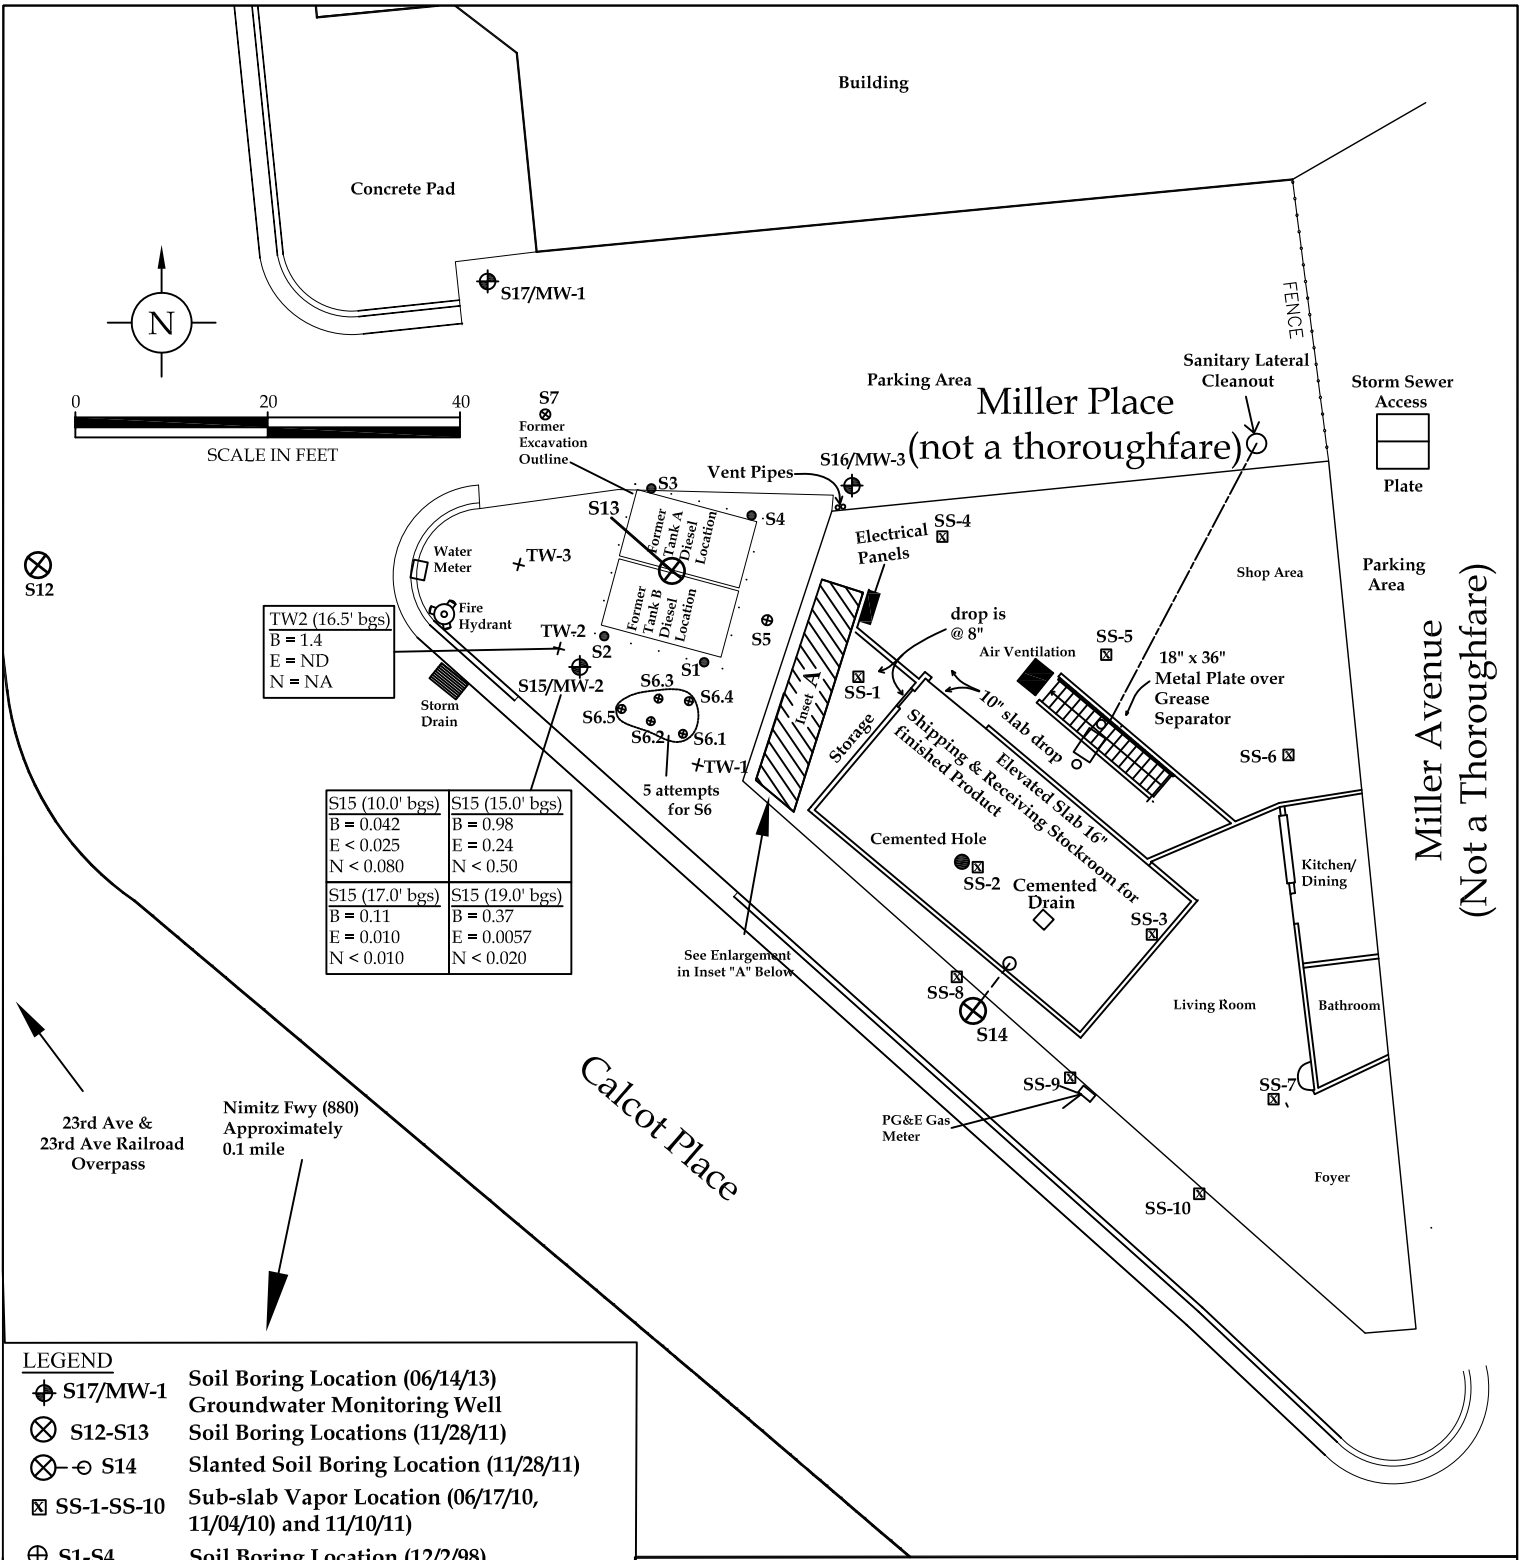 Building
Concrete Pad
S17/MW-1
N
FENCE
0 20 40
SCALE IN FEET
S7
Former
Excavation
Outline
Parking Area
Miller Place
(not a thoroughfare)
Sanitary Lateral
Cleanout
Storm Sewer
Access
Plate
S16/MW-3
Vent Pipes
S3
S13
S4
Former
Tank A
Diesel
Location
Former
Tank B
Diesel
Location
Electrical
Panels
SS-4
Shop Area
Parking
Area
Water
Meter
TW-3
S12
Fire
Hydrant
TW2 (16.5' bgs)
B = 1.4
E = ND
N = NA
TW-2
S2
S5
S1
drop is
@ 8"
SS-5
Air Ventilation
18" x 36"
Metal Plate over
Grease
Separator
Miller Avenue
(Not a Thoroughfare)
S15/MW-2
Storm
Drain
S6.3
S6.4
S6.5
S6.2
S6.1
TW-1
5 attempts
for S6
Inset "A"
SS-1
Storage
10" slab drop
Elevated Slab 16"
Shipping & Receiving Stockroom for
finished Product
SS-6
S15 (10.0' bgs)
B = 0.042
E < 0.025
N < 0.080
S15 (15.0' bgs)
B = 0.98
E = 0.24
N < 0.50
S15 (17.0' bgs)
B = 0.11
E = 0.010
N < 0.010
S15 (19.0' bgs)
B = 0.37
E = 0.0057
N < 0.020
Cemented Hole
SS-2
Cemented
Drain
SS-3
Kitchen/
Dining
See Enlargement
in Inset "A" Below
SS-8
S14
Living Room
Bathroom
SS-9
SS-7
PG&E Gas
Meter
Calcot Place
Foyer
SS-10
23rd Ave &
23rd Ave Railroad
Overpass
Nimitz Fwy (880)
Approximately
0.1 mile
LEGEND
S17/MW-1 Soil Boring Location (06/14/13)
Groundwater Monitoring Well
S12-S13 Soil Boring Locations (11/28/11)
S14 Slanted Soil Boring Location (11/28/11)
SS-1-SS-10 Sub-slab Vapor Location (06/17/10,
11/04/10) and 11/10/11)
S1-S4 Soil Boring Location (12/2/98)